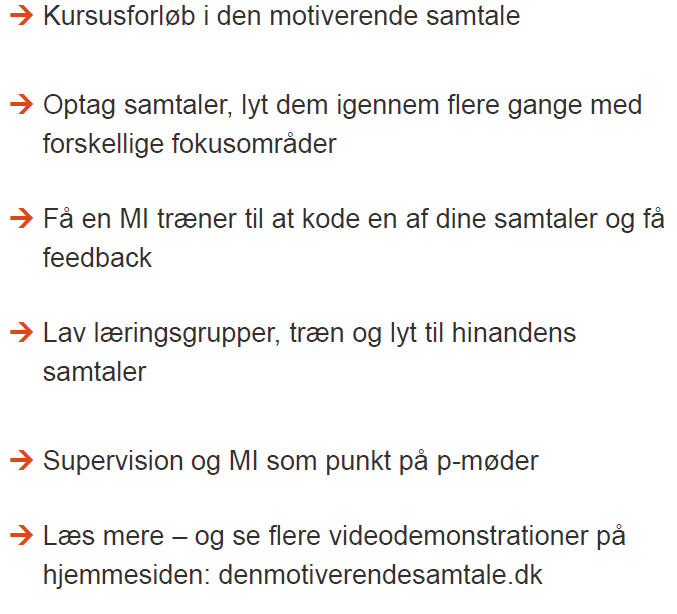 → Kursusforløb i den motiverende samtale
→ Optag samtaler, lyt dem igennem flere gange med
forskellige fokusområder
→ Få en MI træner til at kode en af dine samtaler og få
feedback
→ Lav læringsgrupper, træn og lyt til hinandens
samtaler
→ Supervision og MI som punkt på p-møder
→ Læs mere – og se flere videodemonstrationer på
hjemmesiden: denmotiverendesamtale.dk